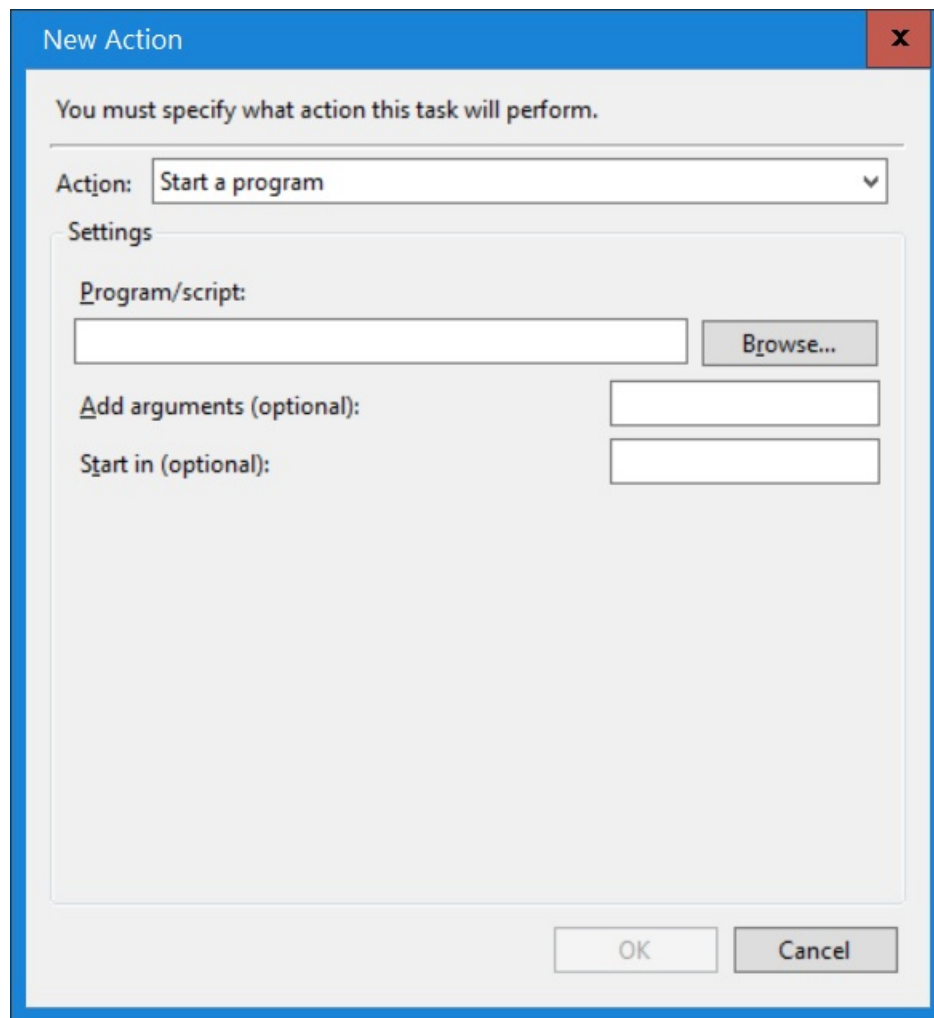 New Action
You must specify what action this task will perform.
Action: Start a program
Settings
Program/script:
Browse...
Add arguments (optional):
Start in (optional):
OK Cancel